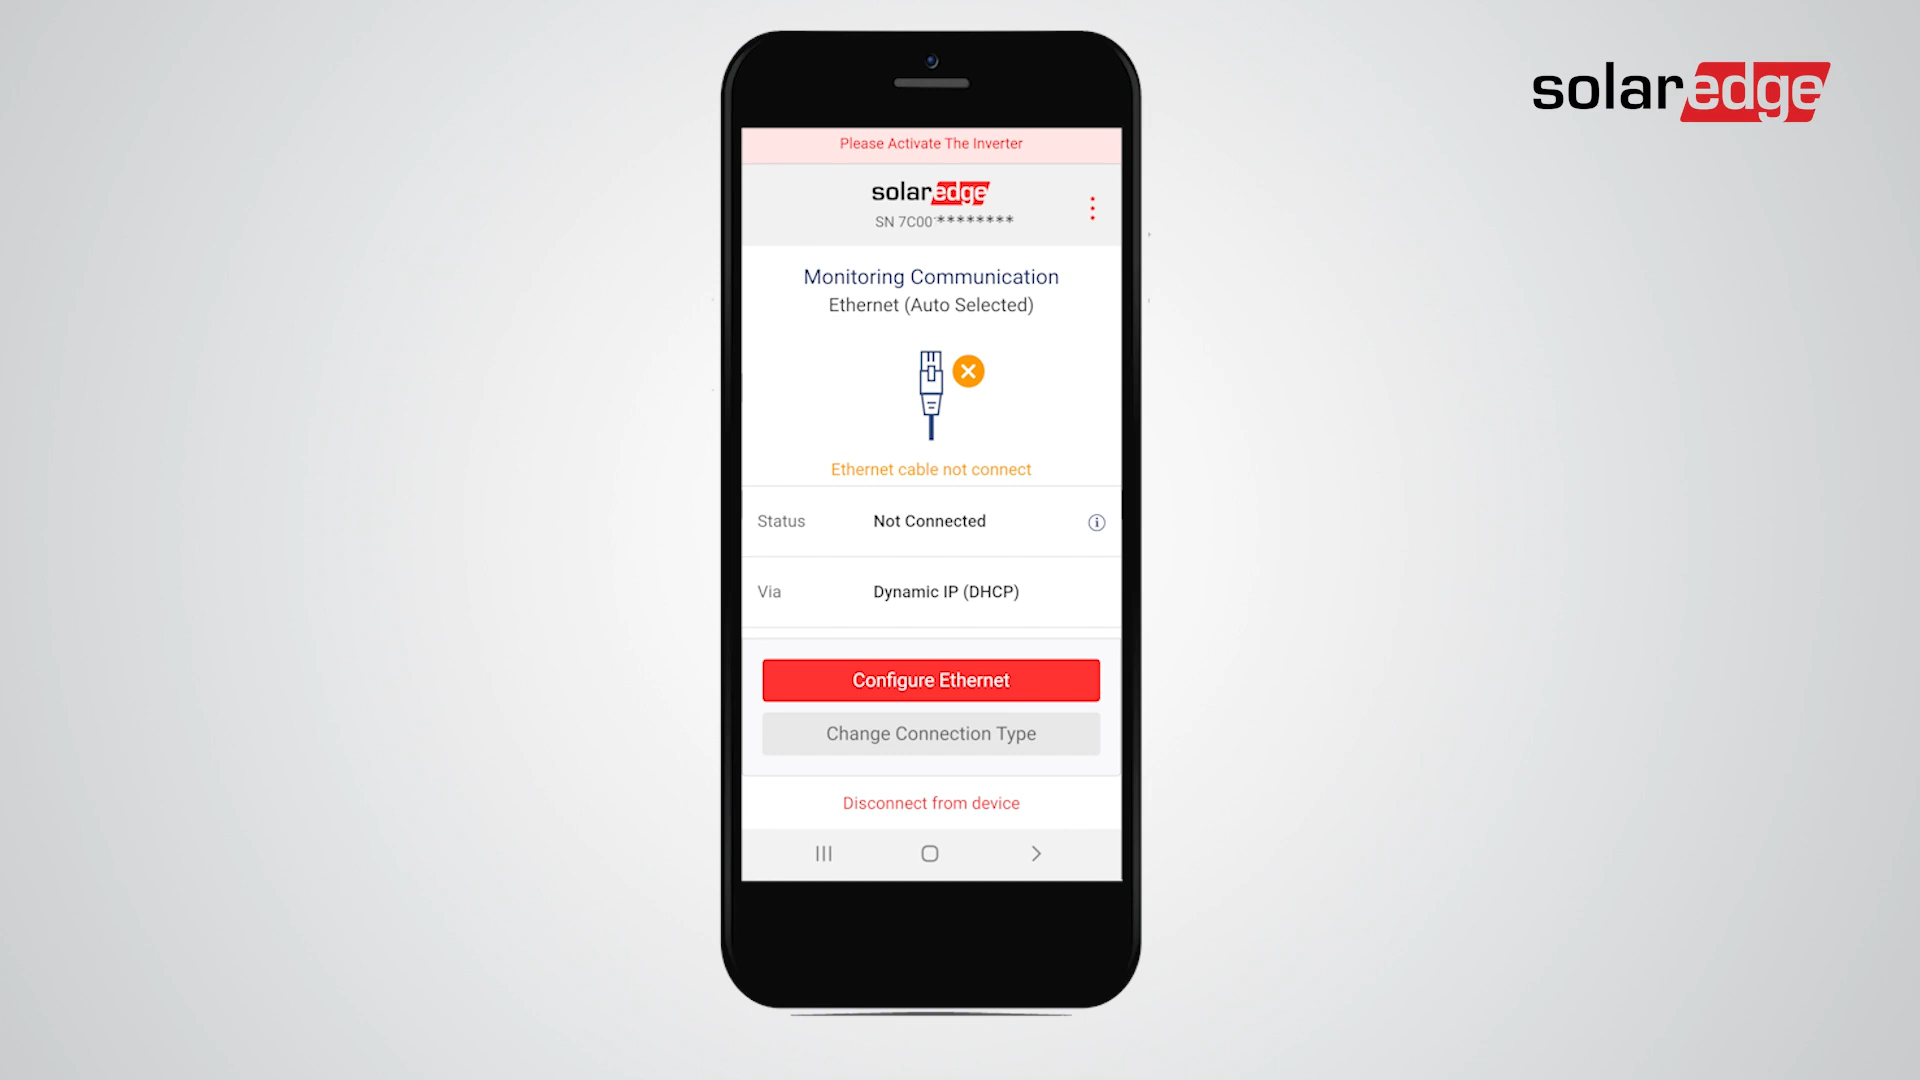 solaredge
Please Activate The Inverter
solaredge
SN 7C00********
Monitoring Communication
Ethernet (Auto Selected)
Ethernet cable not connect
Status Not Connected
Via Dynamic IP (DHCP)
Configure Ethernet
Change Connection Type
Disconnect from device